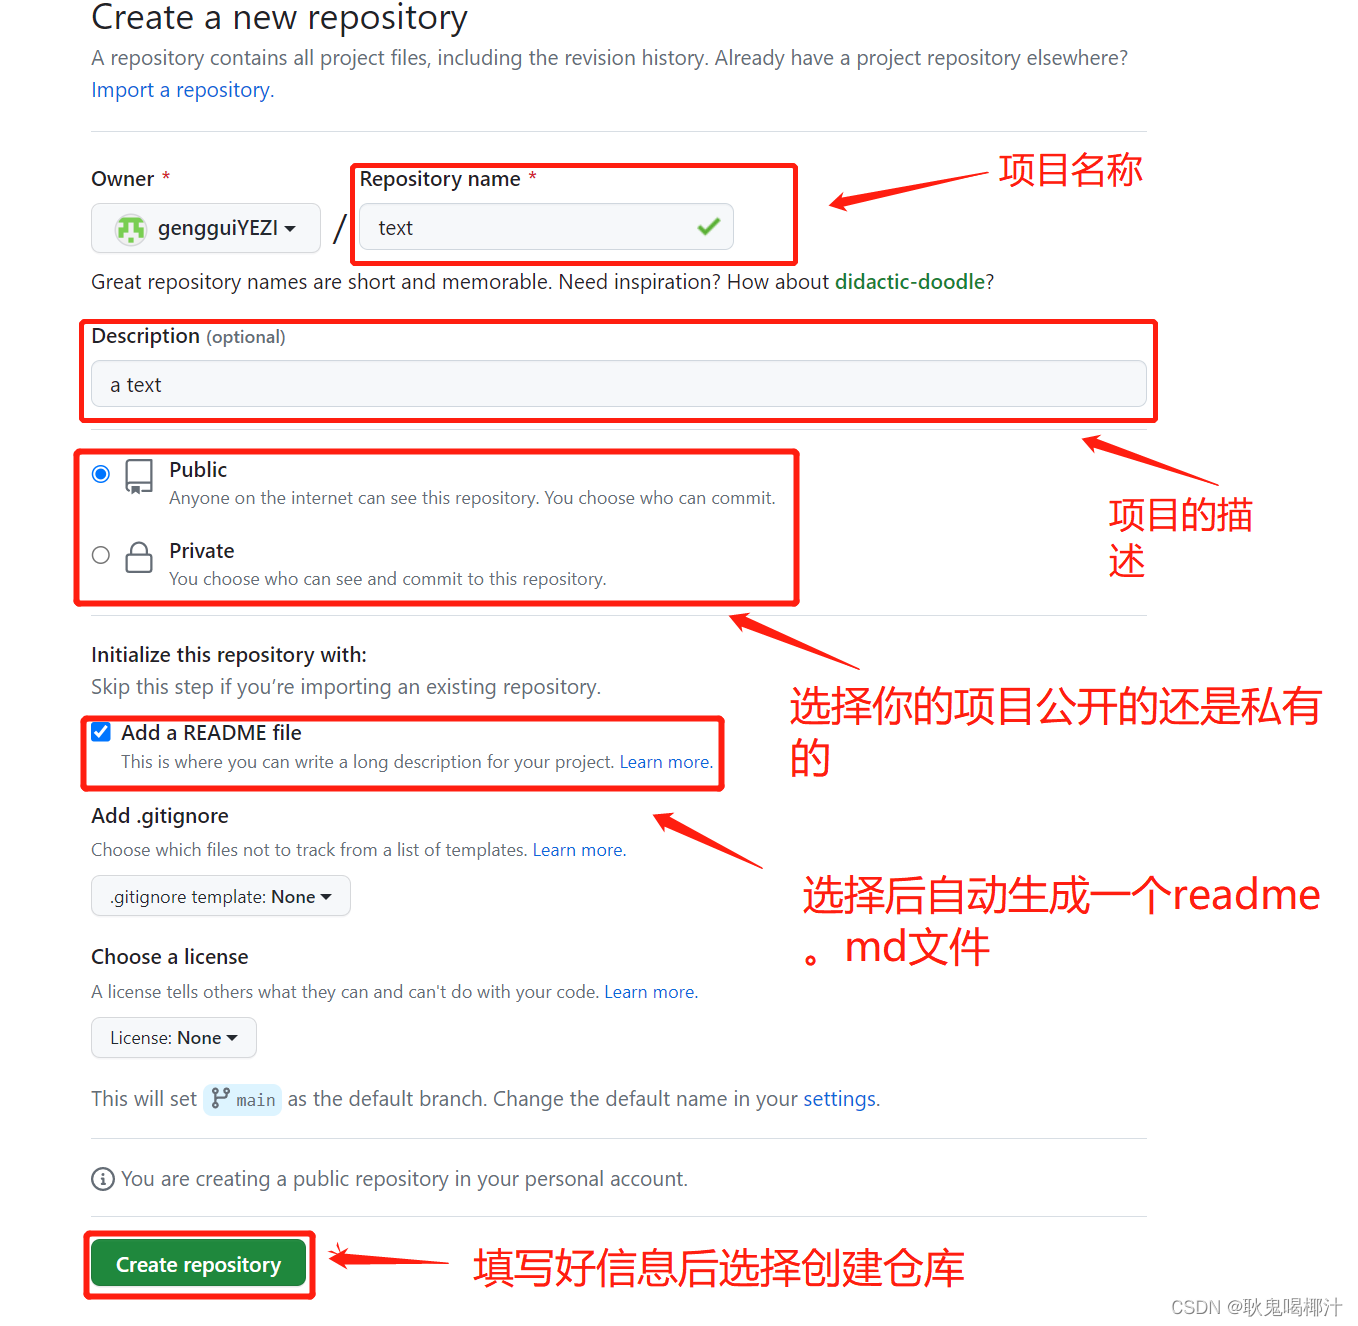 Create a new repository
A repository contains all project files, including the revision history. Already have a project repository elsewhere?
Import a repository.
Owner *
Repository name *
项目名称
gengguiYEZI
/
text
Great repository names are short and memorable. Need inspiration? How about didactic-doodle?
Description (optional)
a text
项目的描
述
Public
Anyone on the internet can see this repository. You choose who can commit.
Private
You choose who can see and commit to this repository.
选择你的项目公开的还是私有
的
Initialize this repository with:
Skip this step if you're importing an existing repository.
Add a README file
This is where you can write a long description for your project. Learn more.
选择后自动生成一个readme
。md文件
Add .gitignore
Choose which files not to track from a list of templates. Learn more.
.gitignore template: None
Choose a license
A license tells others what they can and can't do with your code. Learn more.
License: None
This will set main as the default branch. Change the default name in your settings.
You are creating a public repository in your personal account.
Create repository
填写好信息后选择创建仓库
CSDN @耿鬼喝椰汁